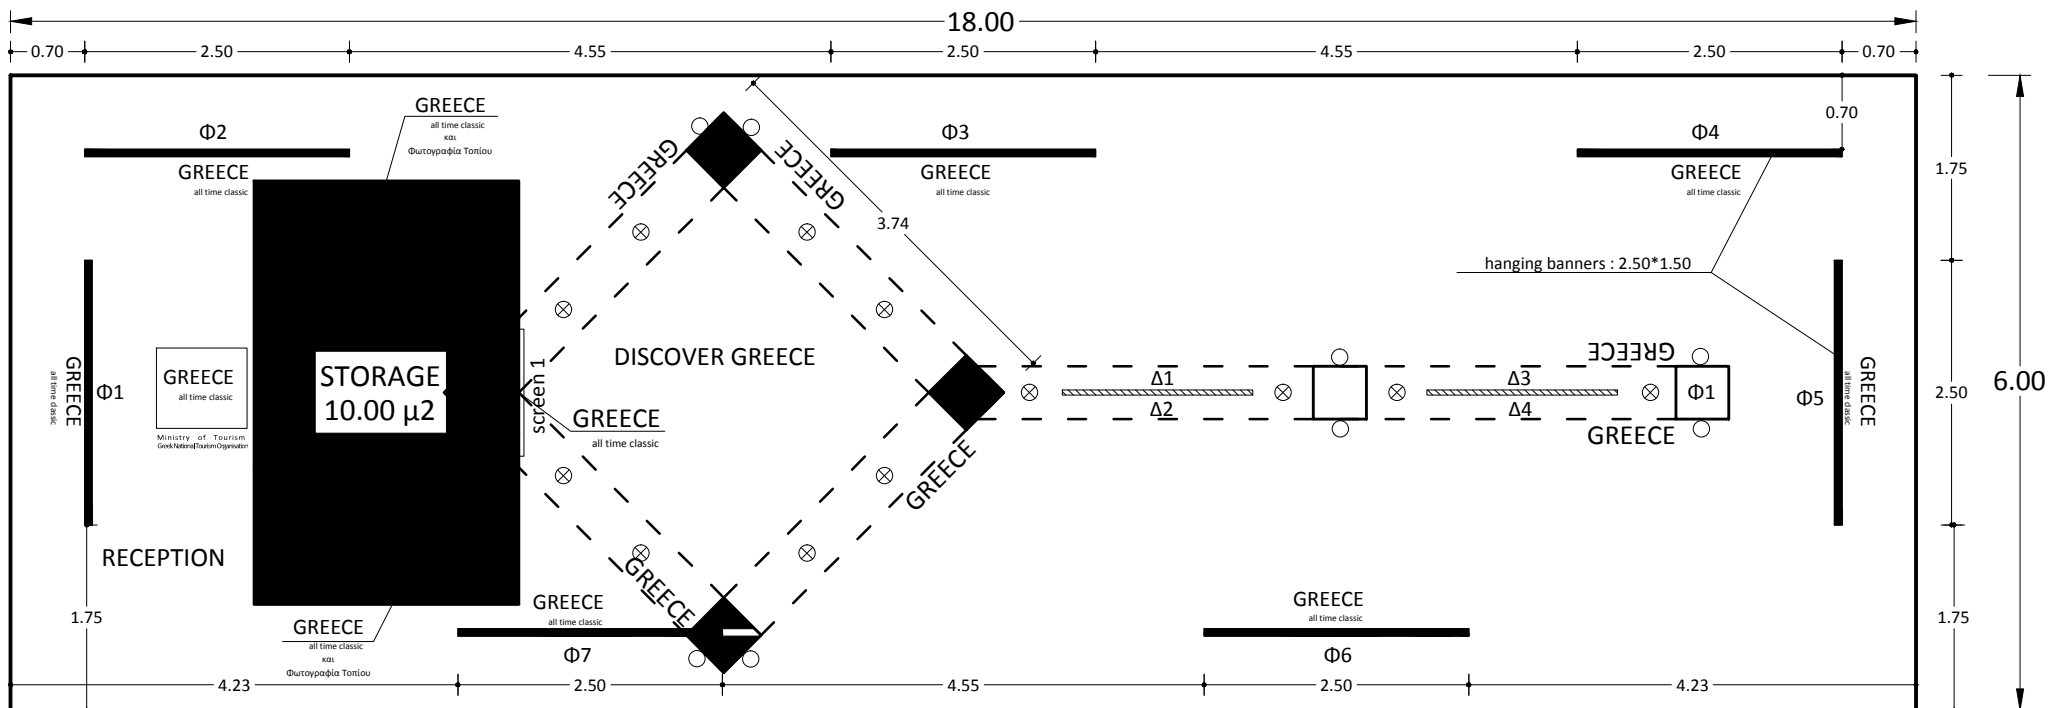 18.00
0.70 2.50 4.55 2.50 4.55 2.50 0.70
GREECE
all time classic
και
Φωτογραφία Τοπίου
Φ2
GREECE
all time classic
GREECE
GREECE
Φ3
GREECE
all time classic
Φ4
GREECE
all time classic
0.70
1.75
3.74
hanging banners : 2.50*1.50
GREECE
all time classic
Φ1
GREECE
all time classic
Ministry of Tourism
Greek National Tourism Organisation
STORAGE
10.00 μ2
screen 1
DISCOVER GREECE
GREECE
all time classic
Δ1
Δ2
GREECE
Δ3
Δ4
GREECE
Φ1
Φ5
GREECE
all time classic
2.50
6.00
GREECE
RECEPTION
GREECE
1.75
GREECE
all time classic
και
Φωτογραφία Τοπίου
GREECE
all time classic
Φ7
GREECE
all time classic
Φ6
1.75
4.23 2.50 4.55 2.50 4.23